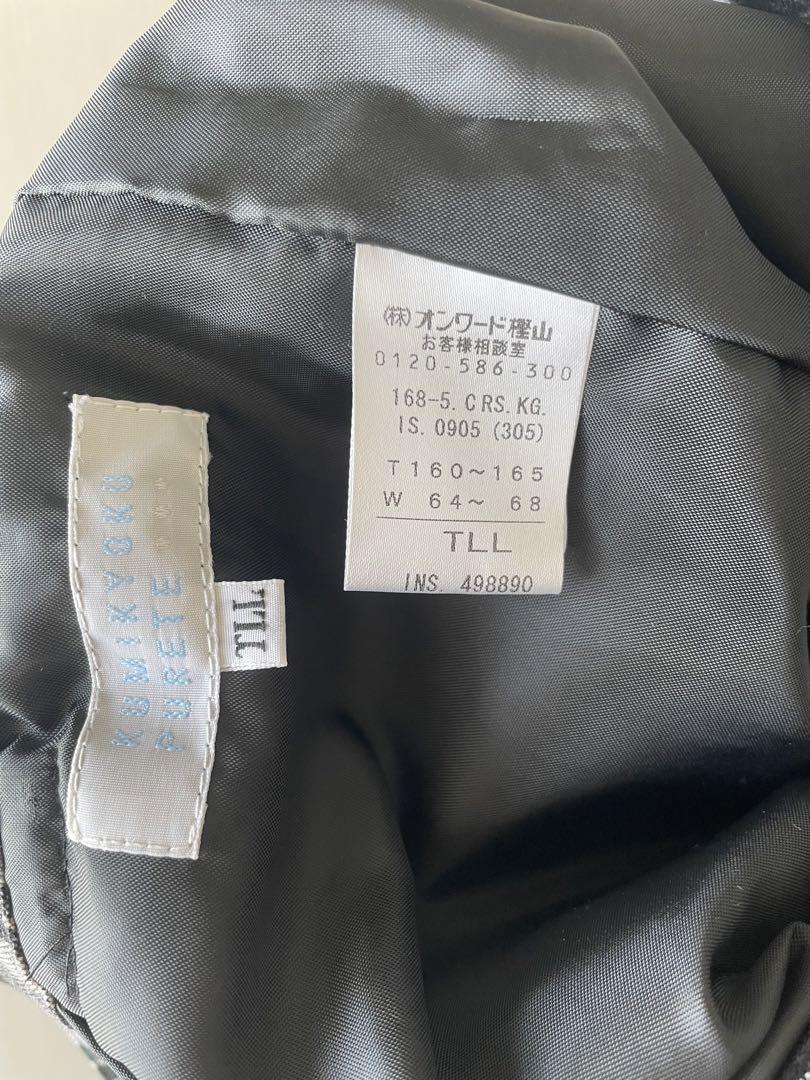 KUMIKYOKU
PURETE
TLL
(株)オンワード樫山
お客様相談室
0120-586-300
168-5. CRS. KG.
IS. 0905 (305)
T 160～165
W 64～ 68
TLL
INS. 498890